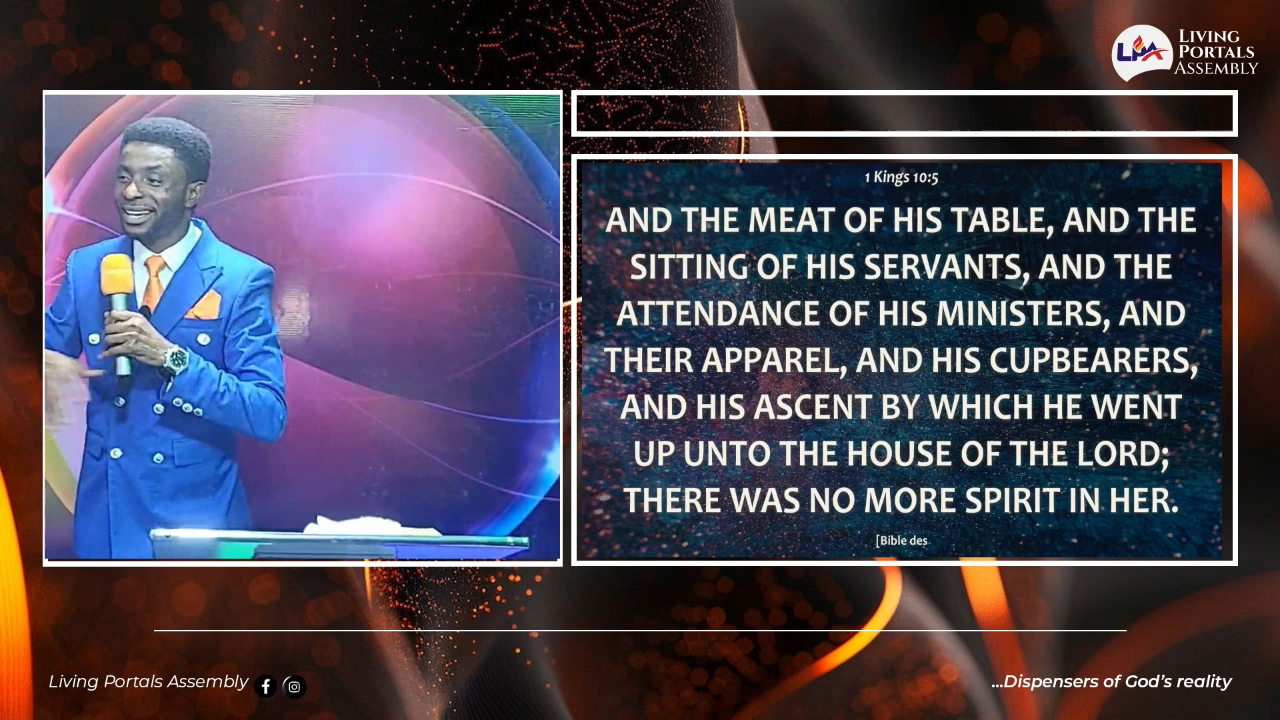 LPA
LIVING
PORTALS
ASSEMBLY
1 Kings 10:5
AND THE MEAT OF HIS TABLE, AND THE
SITTING OF HIS SERVANTS, AND THE
ATTENDANCE OF HIS MINISTERS, AND
THEIR APPAREL, AND HIS CUPBEARERS,
AND HIS ASCENT BY WHICH HE WENT
UP UNTO THE HOUSE OF THE LORD;
THERE WAS NO MORE SPIRIT IN HER.
[Bible des
Living Portals Assembly
...Dispensers of God's reality